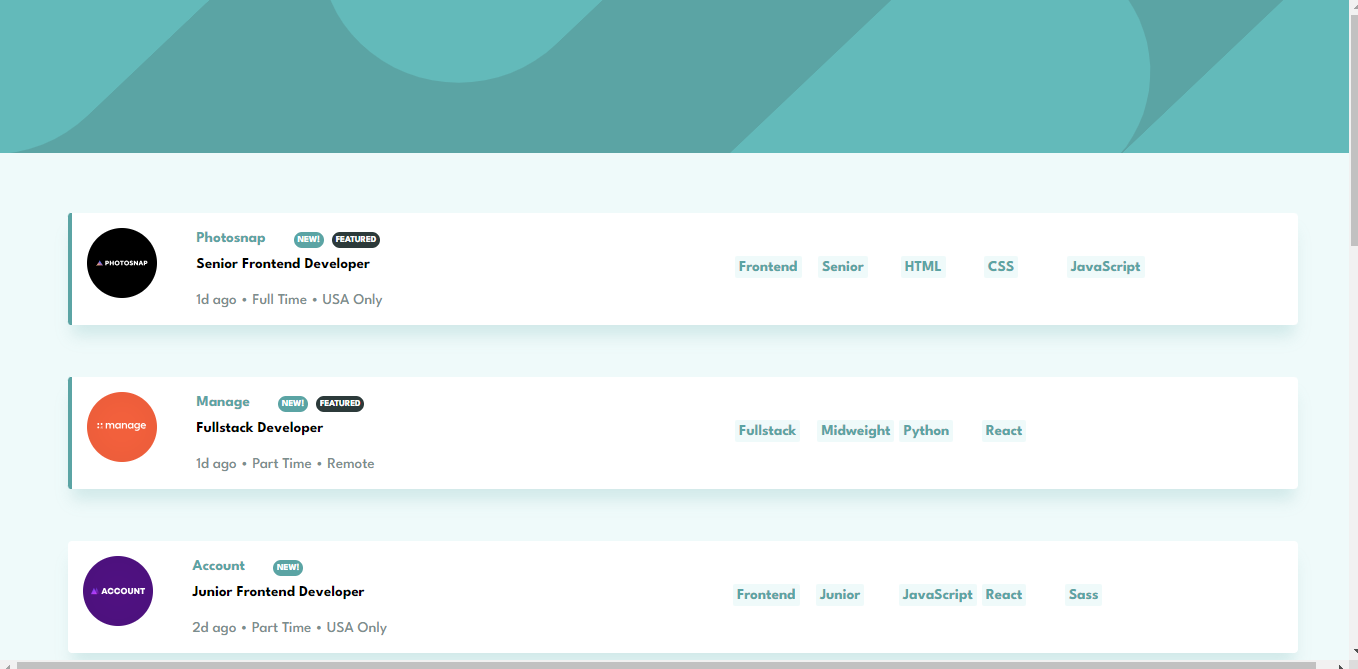 PHOTOSNAP
Photosnap NEW! FEATURED
Senior Frontend Developer
1d ago • Full Time • USA Only
Frontend Senior HTML CSS JavaScript
manage
Manage NEW! FEATURED
Fullstack Developer
1d ago • Part Time • Remote
Fullstack Midweight Python React
ACCOUNT
Account NEW!
Junior Frontend Developer
2d ago • Part Time • USA Only
Frontend Junior JavaScript React Sass